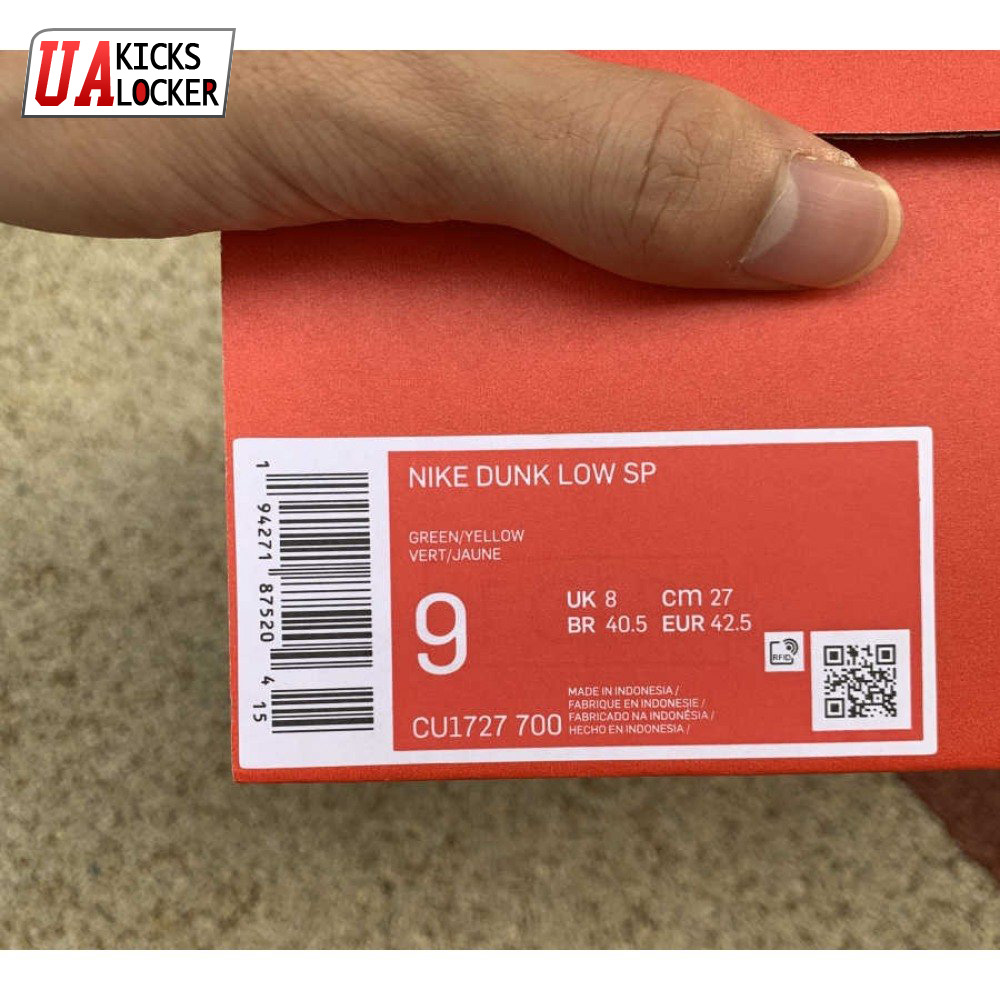 UA KICKS
LOCKER
NIKE DUNK LOW SP
GREEN/YELLOW
VERT/JAUNE
9
UK 8 cm 27
BR 40.5 EUR 42.5
RFID
CU1727 700
MADE IN INDONESIA /
FABRIQUE EN INDONESIE /
FABRICADO NA INDONÉSIA /
HECHO EN INDONESIA /
1 94271 87520 4 15